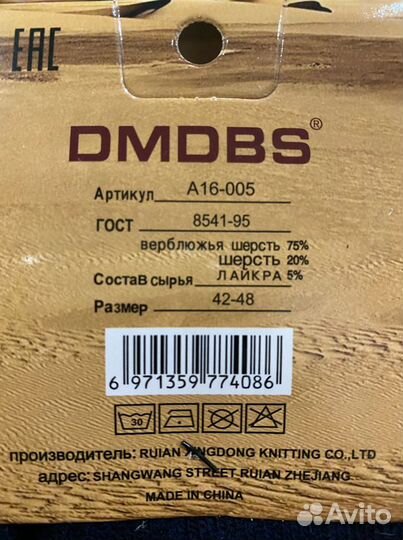 EAC
DMDBS®
Артикул A16-005
ГОСТ 8541-95
верблюжья шерсть 75%
шерсть 20%
Состав сырья ЛАЙКРА 5%
Размер 42-48
6 971359 774086
30
производитель: RUIAN XINGDONG KNITTING CO.,LTD
адрес: SHANGWANG STREET RUIAN ZHEJIANG
MADE IN CHINA
Avito